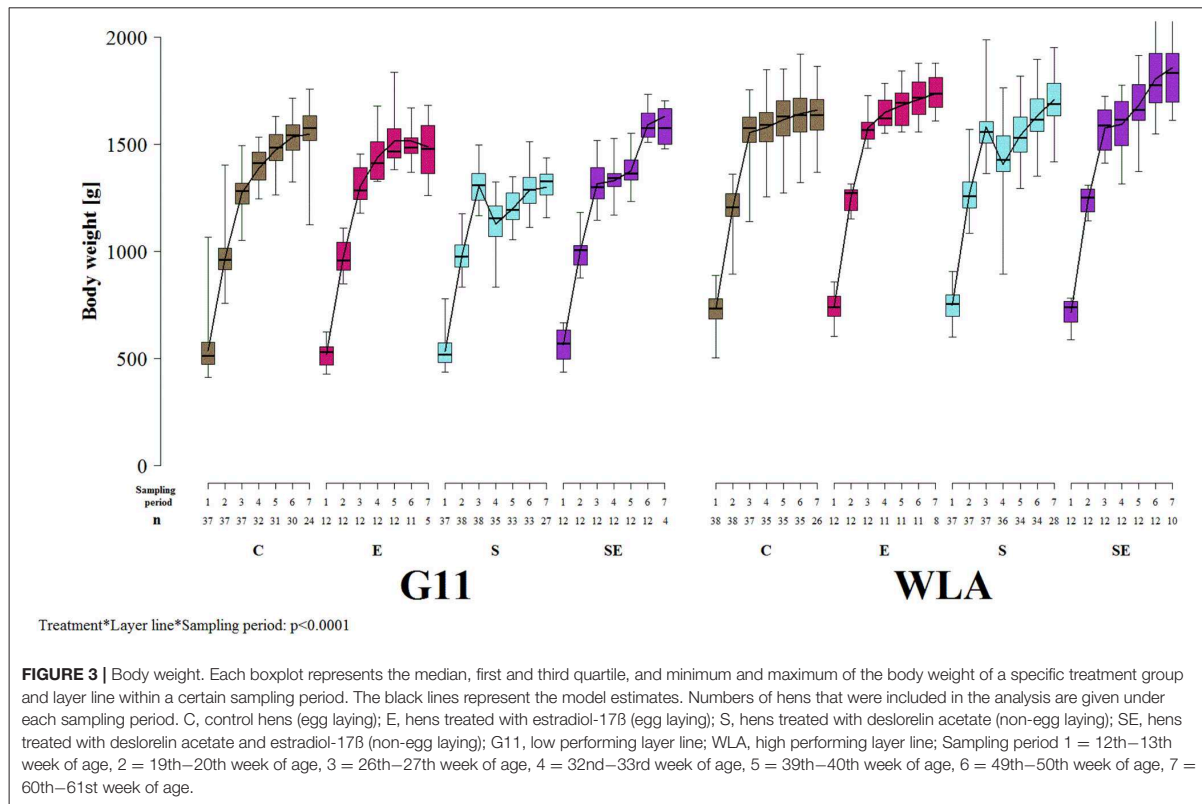 2000
1500
1000
500
0
Body weight [g]
Sampling period
1 2 3 4 5 6 7 1 2 3 4 5 6 7 1 2 3 4 5 6 7 1 2 3 4 5 6 7 1 2 3 4 5 6 7 1 2 3 4 5 6 7 1 2 3 4 5 6 7 1 2 3 4 5 6 7
n 37 37 37 32 31 30 24 12 12 12 12 12 11 5 37 38 38 35 33 33 27 12 12 12 12 12 12 4 38 38 37 35 35 35 26 12 12 12 11 11 11 8 37 37 37 36 34 34 28 12 12 12 12 12 12 10
C E S SE C E S SE
G11 WLA
Treatment*Layer line*Sampling period: p<0.0001
FIGURE 3 | Body weight. Each boxplot represents the median, first and third quartile, and minimum and maximum of the body weight of a specific treatment group
and layer line within a certain sampling period. The black lines represent the model estimates. Numbers of hens that were included in the analysis are given under
each sampling period. C, control hens (egg laying); E, hens treated with estradiol-17ß (egg laying); S, hens treated with deslorelin acetate (non-egg laying); SE, hens
treated with deslorelin acetate and estradiol-17ß (non-egg laying); G11, low performing layer line; WLA, high performing layer line; Sampling period 1 = 12th–13th
week of age, 2 = 19th–20th week of age, 3 = 26th–27th week of age, 4 = 32nd–33rd week of age, 5 = 39th–40th week of age, 6 = 49th–50th week of age, 7 =
60th–61st week of age.